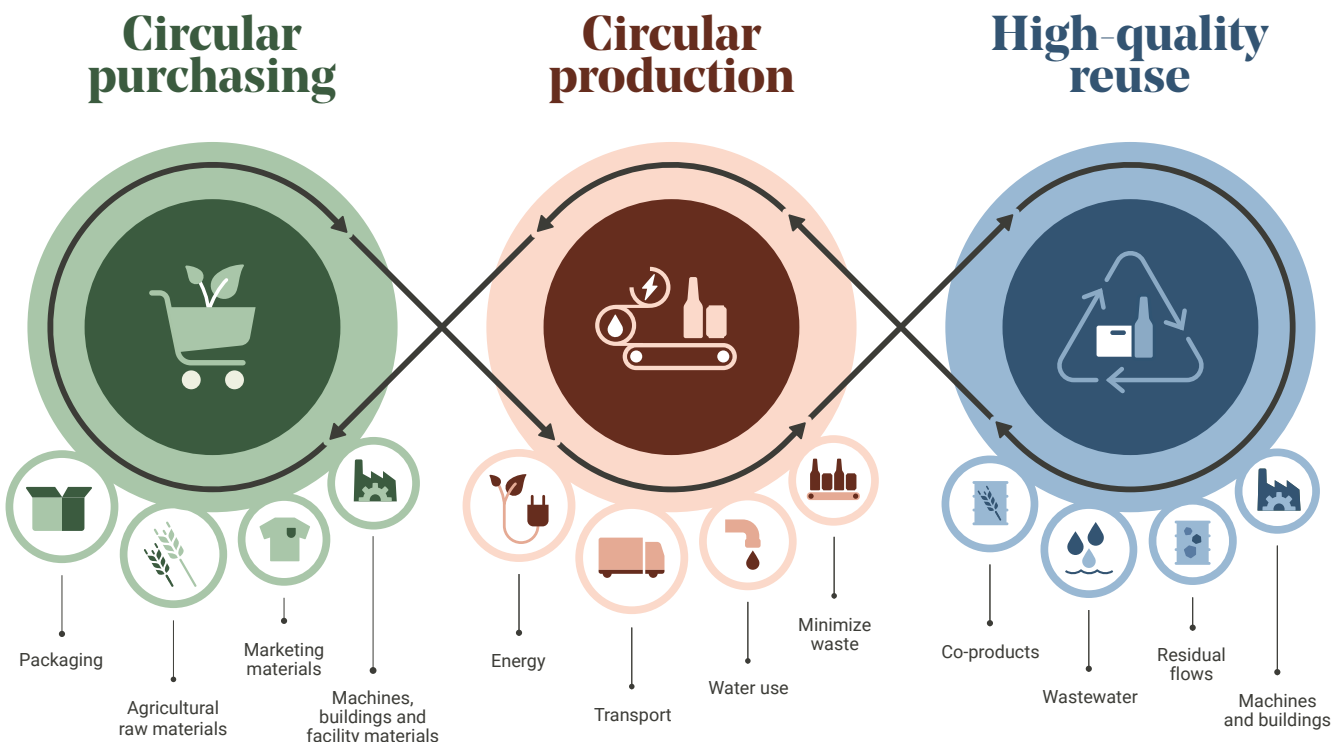 Circular
purchasing
Circular
production
High-quality
reuse
Packaging
Agricultural
raw materials
Marketing
materials
Machines,
buildings and
facility materials
Energy
Transport
Water use
Minimize
waste
Co-products
Wastewater
Residual
flows
Machines
and buildings